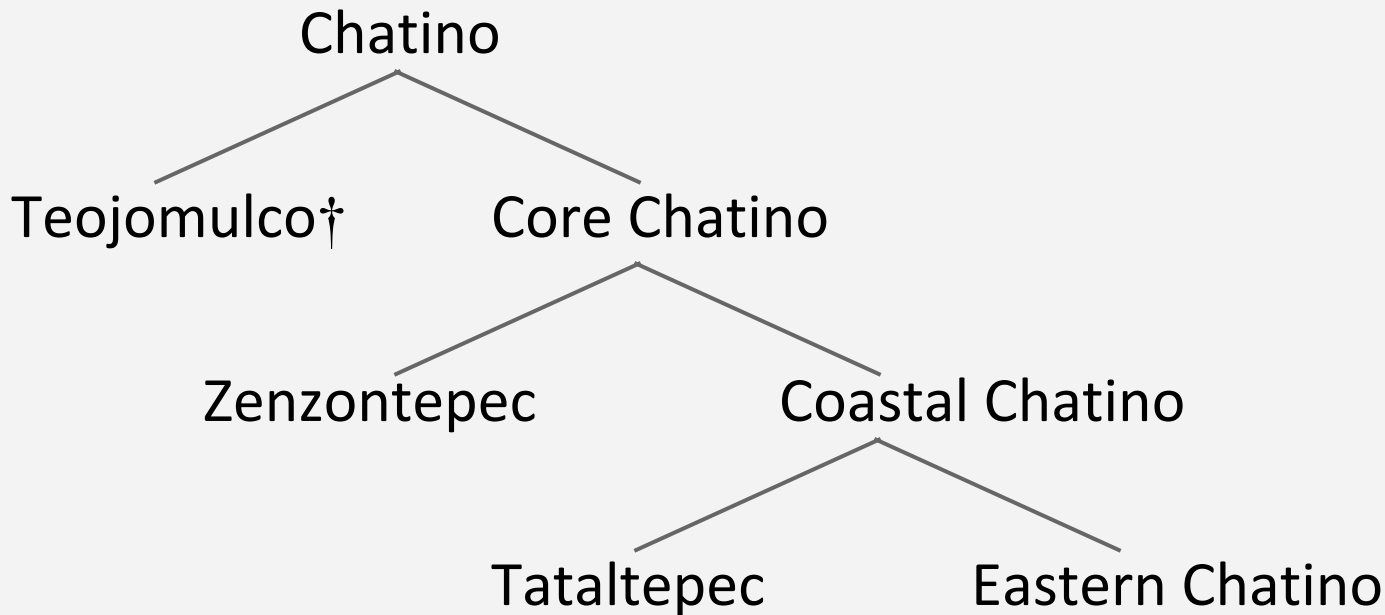 Chatino
Teojomulco† Core Chatino
Zenzontepec Coastal Chatino
Tataltepec Eastern Chatino